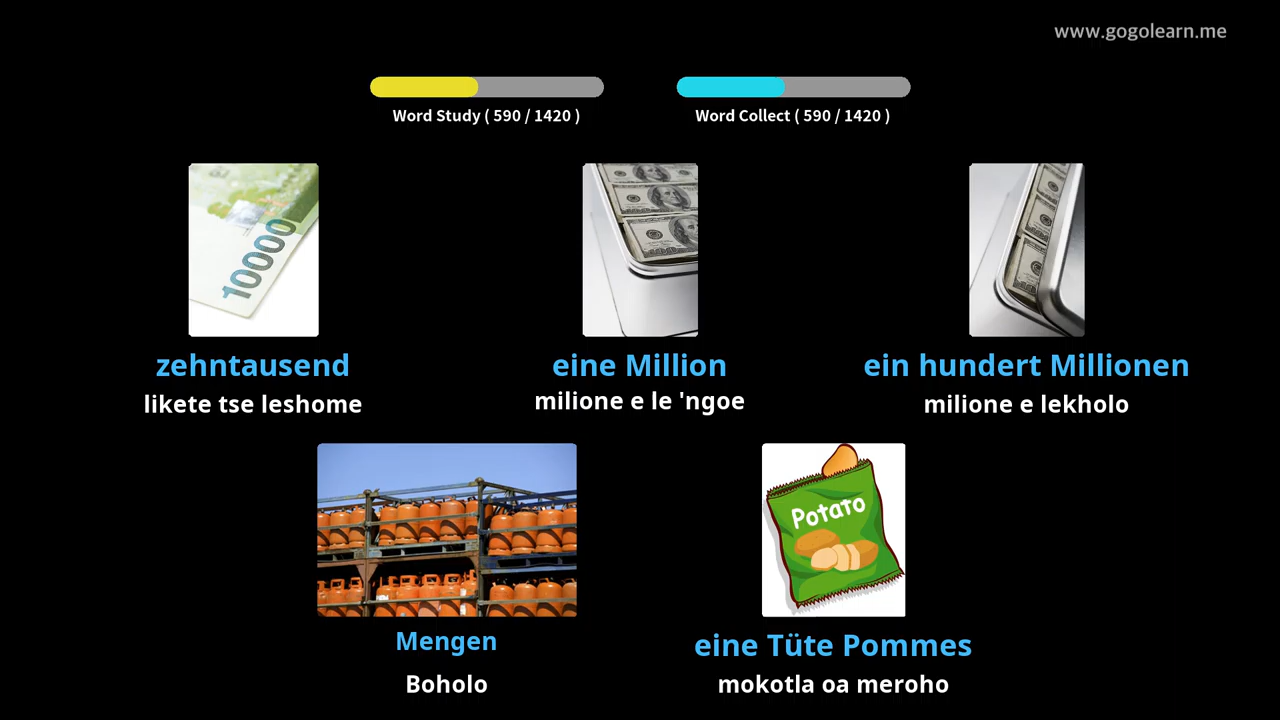 www.gogolearn.me
Word Study ( 590 / 1420 )
Word Collect ( 590 / 1420 )
10000
zehntausend
likete tse leshome
eine Million
milione e le 'ngoe
ein hundert Millionen
milione e lekholo
Potato
Mengen
Boholo
eine Tüte Pommes
mokotla oa meroho